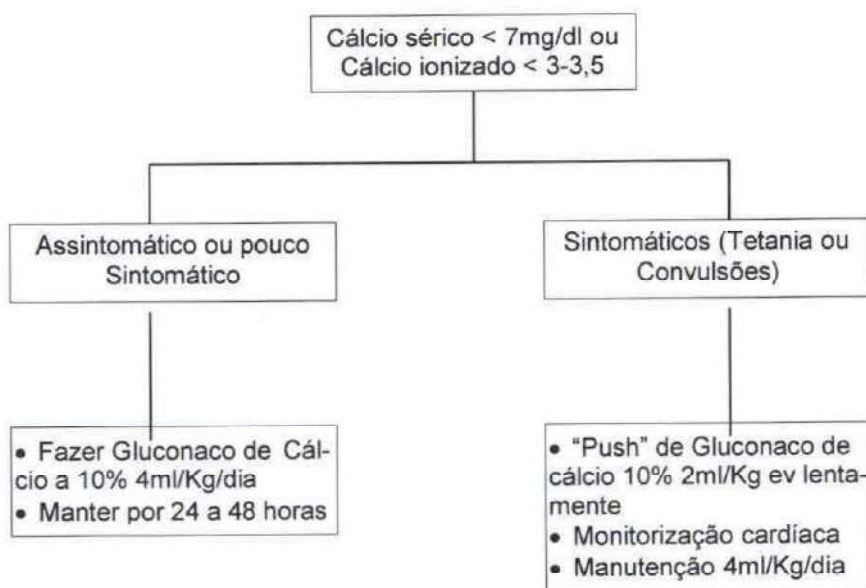 Cálcio sérico < 7mg/dl ou
Cálcio ionizado < 3-3,5
Assintomático ou pouco
Sintomático
Sintomáticos (Tetania ou
Convulsões)
• Fazer Gluconaco de Cál-
cio a 10% 4ml/Kg/dia
• Manter por 24 a 48 horas
• “Push” de Gluconaco de
cálcio 10% 2ml/Kg ev lenta-
mente
• Monitorização cardíaca
• Manutenção 4ml/Kg/dia